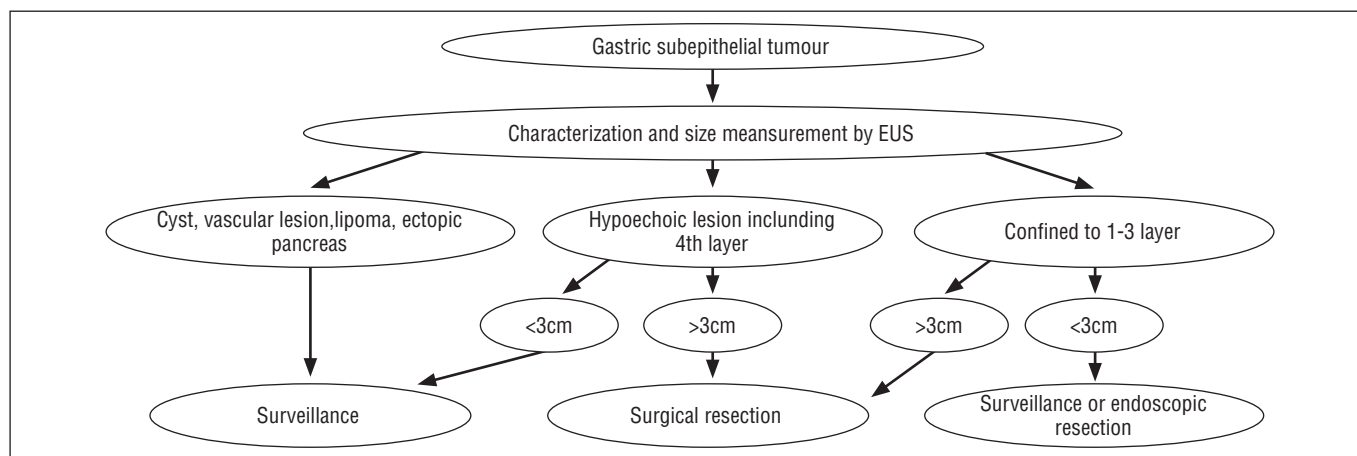 Gastric subepithelial tumour
Characterization and size meansurement by EUS
Cyst, vascular lesion,lipoma, ectopic
pancreas
Hypoechoic lesion inclunding
4th layer
Confined to 1-3 layer
<3cm
>3cm
>3cm
<3cm
Surveillance
Surgical resection
Surveillance or endoscopic
resection